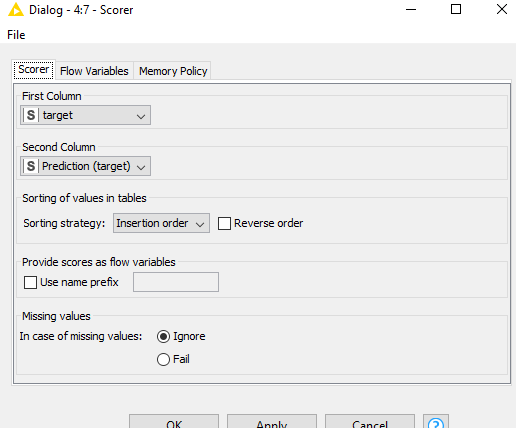 Dialog - 4:7 - Scorer
File
Scorer Flow Variables Memory Policy
First Column
S target
Second Column
S Prediction (target)
Sorting of values in tables
Sorting strategy: Insertion order Reverse order
Provide scores as flow variables
Use name prefix
Missing values
In case of missing values: Ignore
Fail
OK Apply Cancel ?